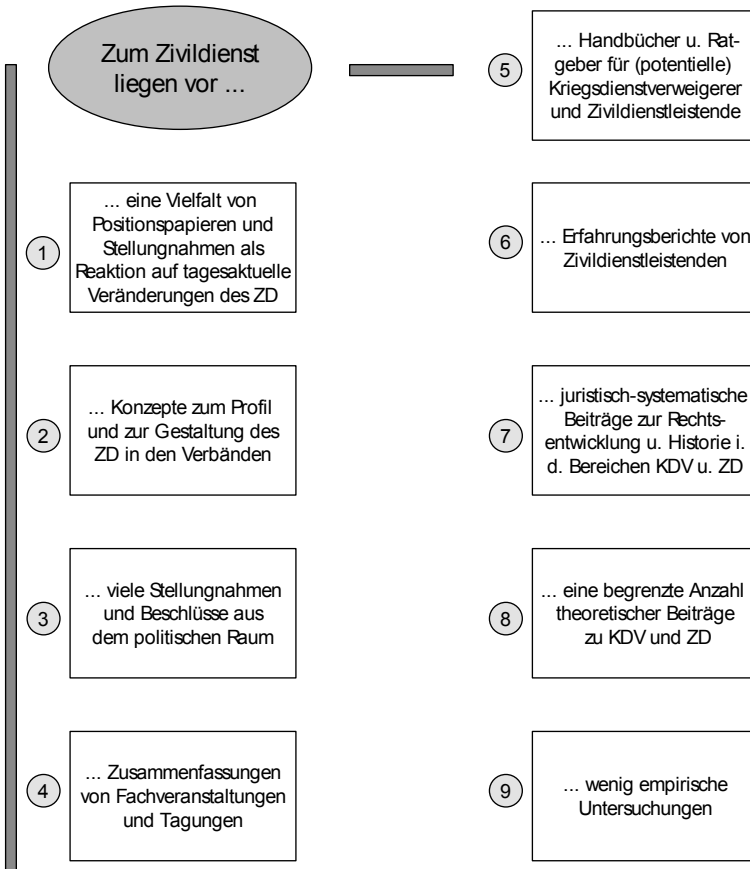 Zum Zivildienst
liegen vor ...
1
... eine Vielfalt von
Positionspapieren und
Stellungnahmen als
Reaktion auf tagesaktuelle
Veränderungen des ZD
2
... Konzepte zum Profil
und zur Gestaltung des
ZD in den Verbänden
3
... viele Stellungnahmen
und Beschlüsse aus
dem politischen Raum
4
... Zusammenfassungen
von Fachveranstaltungen
und Tagungen
5
... Handbücher u. Rat-
geber für (potentielle)
Kriegsdienstverweigerer
und Zivildienstleistende
6
... Erfahrungsberichte von
Zivildienstleistenden
7
... juristisch-systematische
Beiträge zur Rechts-
entwicklung u. Historie i.
d. Bereichen KDV u. ZD
8
... eine begrenzte Anzahl
theoretischer Beiträge
zu KDV und ZD
9
... wenig empirische
Untersuchungen